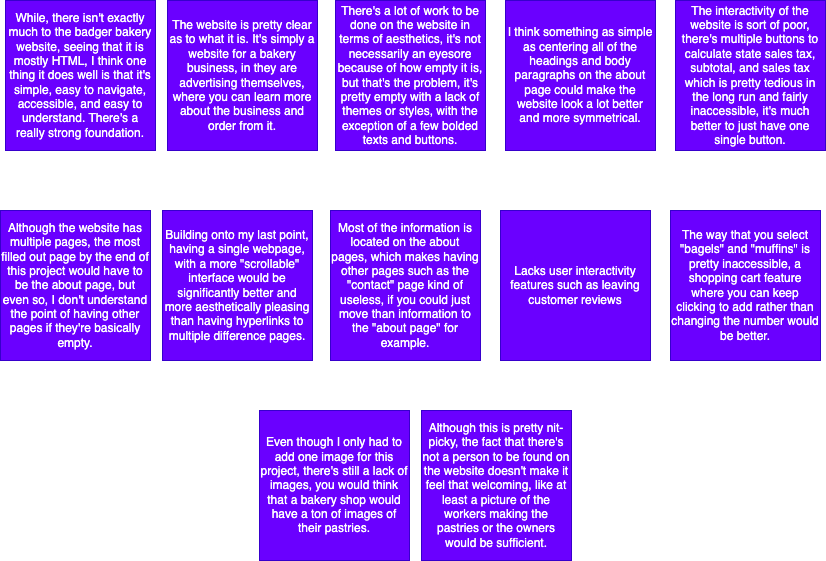 While, there isn't exactly
much to the badger bakery
website, seeing that it is
mostly HTML, I think one
thing it does well is that it's
simple, easy to navigate,
accessible, and easy to
understand. There's a
really strong foundation.
The website is pretty clear
as to what it is. It's simply a
website for a bakery
business, in they are
advertising themselves,
where you can learn more
about the business and
order from it.
There's a lot of work to be
done on the website in
terms of aesthetics, it's not
necessarily an eyesore
because of how empty it is,
but that's the problem, it's
pretty empty with a lack of
themes or styles, with the
exception of a few bolded
texts and buttons.
I think something as simple
as centering all of the
headings and body
paragraphs on the about
page could make the
website look a lot better
and more symmetrical.
The interactivity of the
website is sort of poor,
there's multiple buttons to
calculate state sales tax,
subtotal, and sales tax
which is pretty tedious in
the long run and fairly
inaccessible, it's much
better to just have one
single button.
Although the website has
multiple pages, the most
filled out page by the end of
this project would have to
be the about page, but
even so, I don't understand
the point of having other
pages if they're basically
empty.
Building onto my last point,
having a single webpage,
with a more "scrollable"
interface would be
significantly better and
more aesthetically pleasing
than having hyperlinks to
multiple difference pages.
Most of the information is
located on the about
pages, which makes having
other pages such as the
"contact" page kind of
useless, if you could just
move than information to
the "about page" for
example.
Lacks user interactivity
features such as leaving
customer reviews
The way that you select
"bagels" and "muffins" is
pretty inaccessible, a
shopping cart feature
where you can keep
clicking to add rather than
changing the number would
be better.
Even though I only had to
add one image for this
project, there's still a lack of
images, you would think
that a bakery shop would
have a ton of images of
their pastries.
Although this is pretty nit-
picky, the fact that there's
not a person to be found on
the website doesn't make it
feel that welcoming, like at
least a picture of the
workers making the
pastries or the owners
would be sufficient.